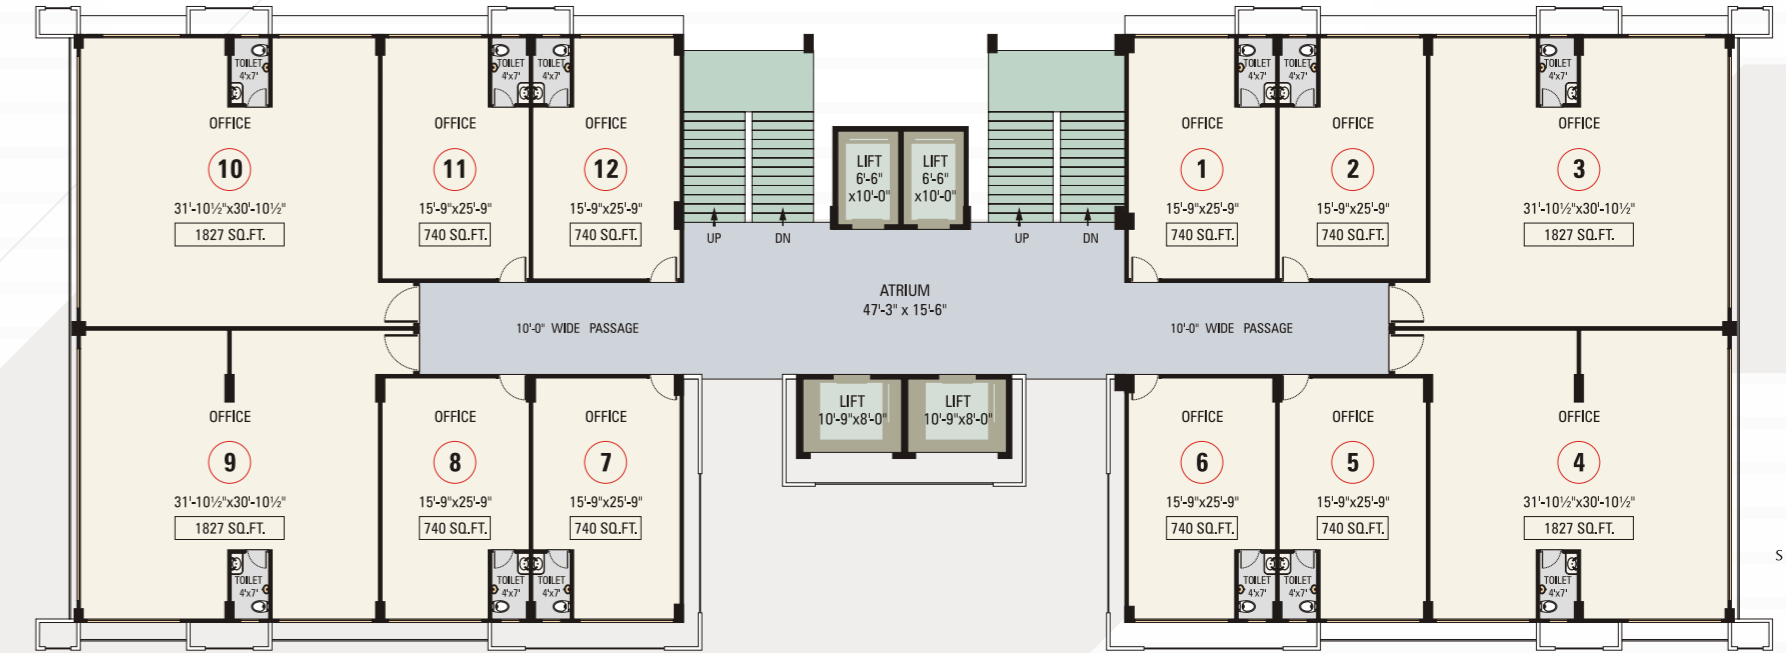 TOILET
4'x7'
TOILET
4'x7'
TOILET
4'x7'
TOILET
4'x7'
TOILET
4'x7'
TOILET
4'x7'
OFFICE
10
31'-10½"x30'-10½"
1827 SQ.FT.
OFFICE
11
15'-9"x25'-9"
740 SQ.FT.
OFFICE
12
15'-9"x25'-9"
740 SQ.FT.
UP
DN
LIFT
6'-6"
x10'-0"
LIFT
6'-6"
x10'-0"
UP
DN
OFFICE
1
15'-9"x25'-9"
740 SQ.FT.
OFFICE
2
15'-9"x25'-9"
740 SQ.FT.
OFFICE
3
31'-10½"x30'-10½"
1827 SQ.FT.
10'-0" WIDE PASSAGE
ATRIUM
47'-3" x 15'-6"
10'-0" WIDE PASSAGE
OFFICE
9
31'-10½"x30'-10½"
1827 SQ.FT.
OFFICE
8
15'-9"x25'-9"
740 SQ.FT.
OFFICE
7
15'-9"x25'-9"
740 SQ.FT.
LIFT
10'-9"x8'-0"
LIFT
10'-9"x8'-0"
OFFICE
6
15'-9"x25'-9"
740 SQ.FT.
OFFICE
5
15'-9"x25'-9"
740 SQ.FT.
OFFICE
4
31'-10½"x30'-10½"
1827 SQ.FT.
TOILET
4'x7'
TOILET
4'x7'
TOILET
4'x7'
TOILET
4'x7'
TOILET
4'x7'
TOILET
4'x7'
S